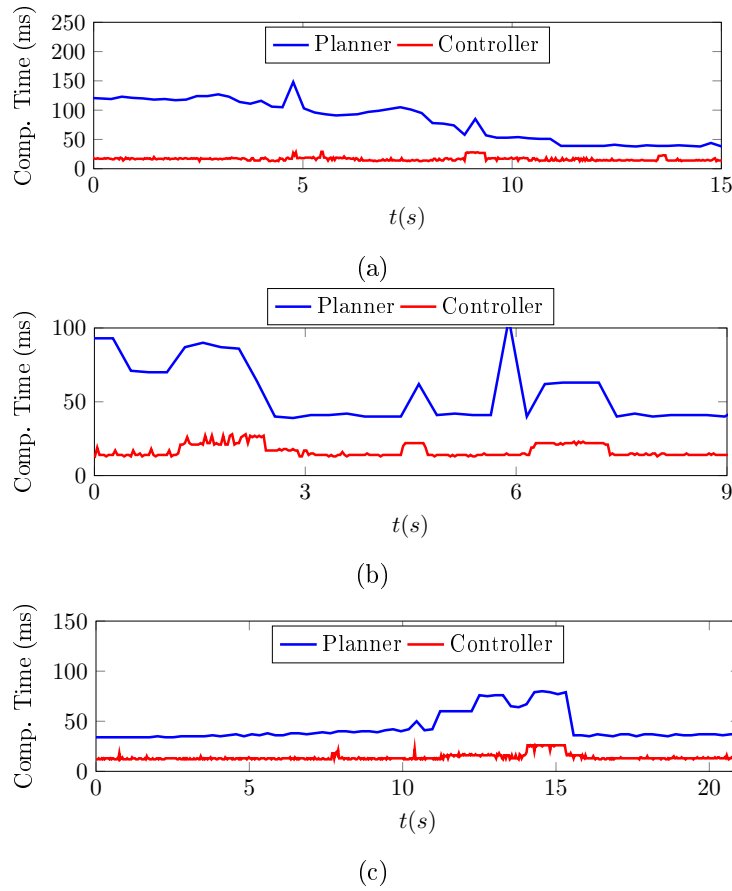 250
200
150
100
50
0
Comp. Time (ms)
Planner Controller
0 5 10 15
t(s)
(a)
Planner Controller
100
50
0
Comp. Time (ms)
0 3 6 9
t(s)
(b)
150
100
50
0
Comp. Time (ms)
Planner Controller
0 5 10 15 20
t(s)
(c)